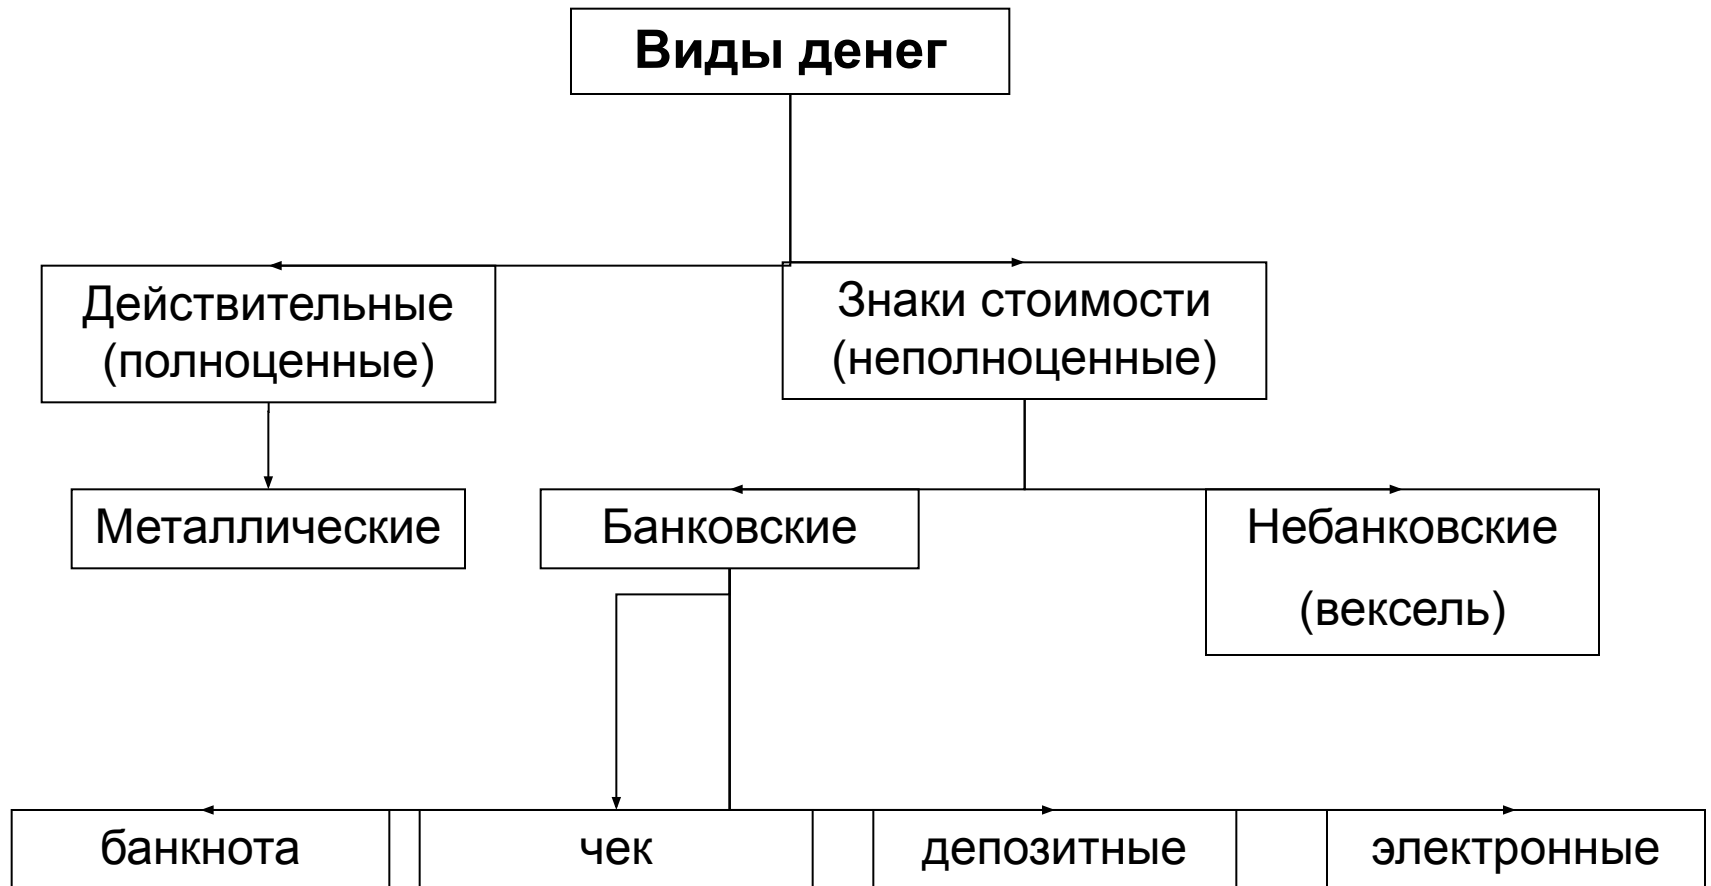 Виды денег
Действительные
(полноценные)
Знаки стоимости
(неполноценные)
Металлические
Банковские
Небанковские
(вексель)
банкнота
чек
депозитные
электронные